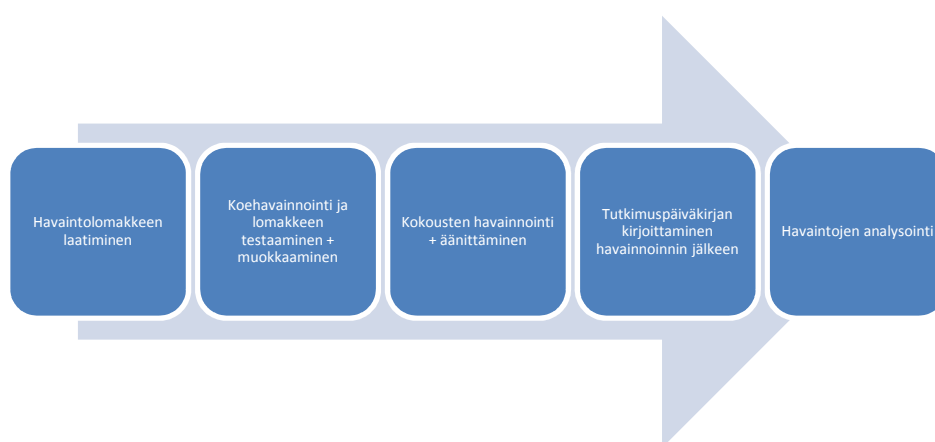 Havaintolomakkeen
laatiminen
Koehavainnointi ja
lomakkeen
testaaminen +
muokkaaminen
Kokousten havainnointi
+ äänittäminen
Tutkimuspäiväkirjan
kirjoittaminen
havainnoinnin jälkeen
Havaintojen analysointi